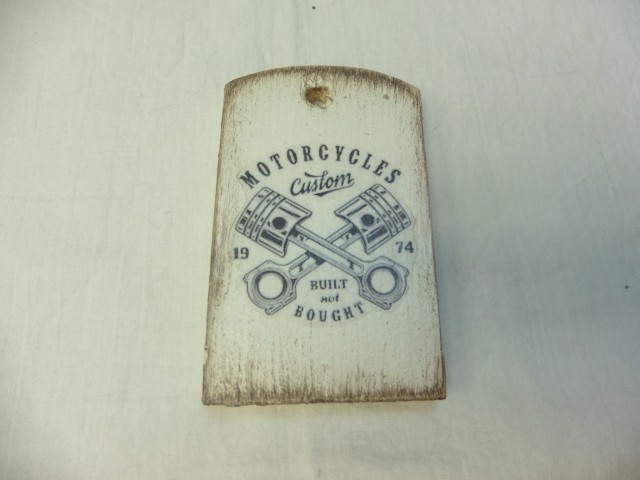 MOTORCYCLES
Custom
19 74
BUILT
not
BOUGHT